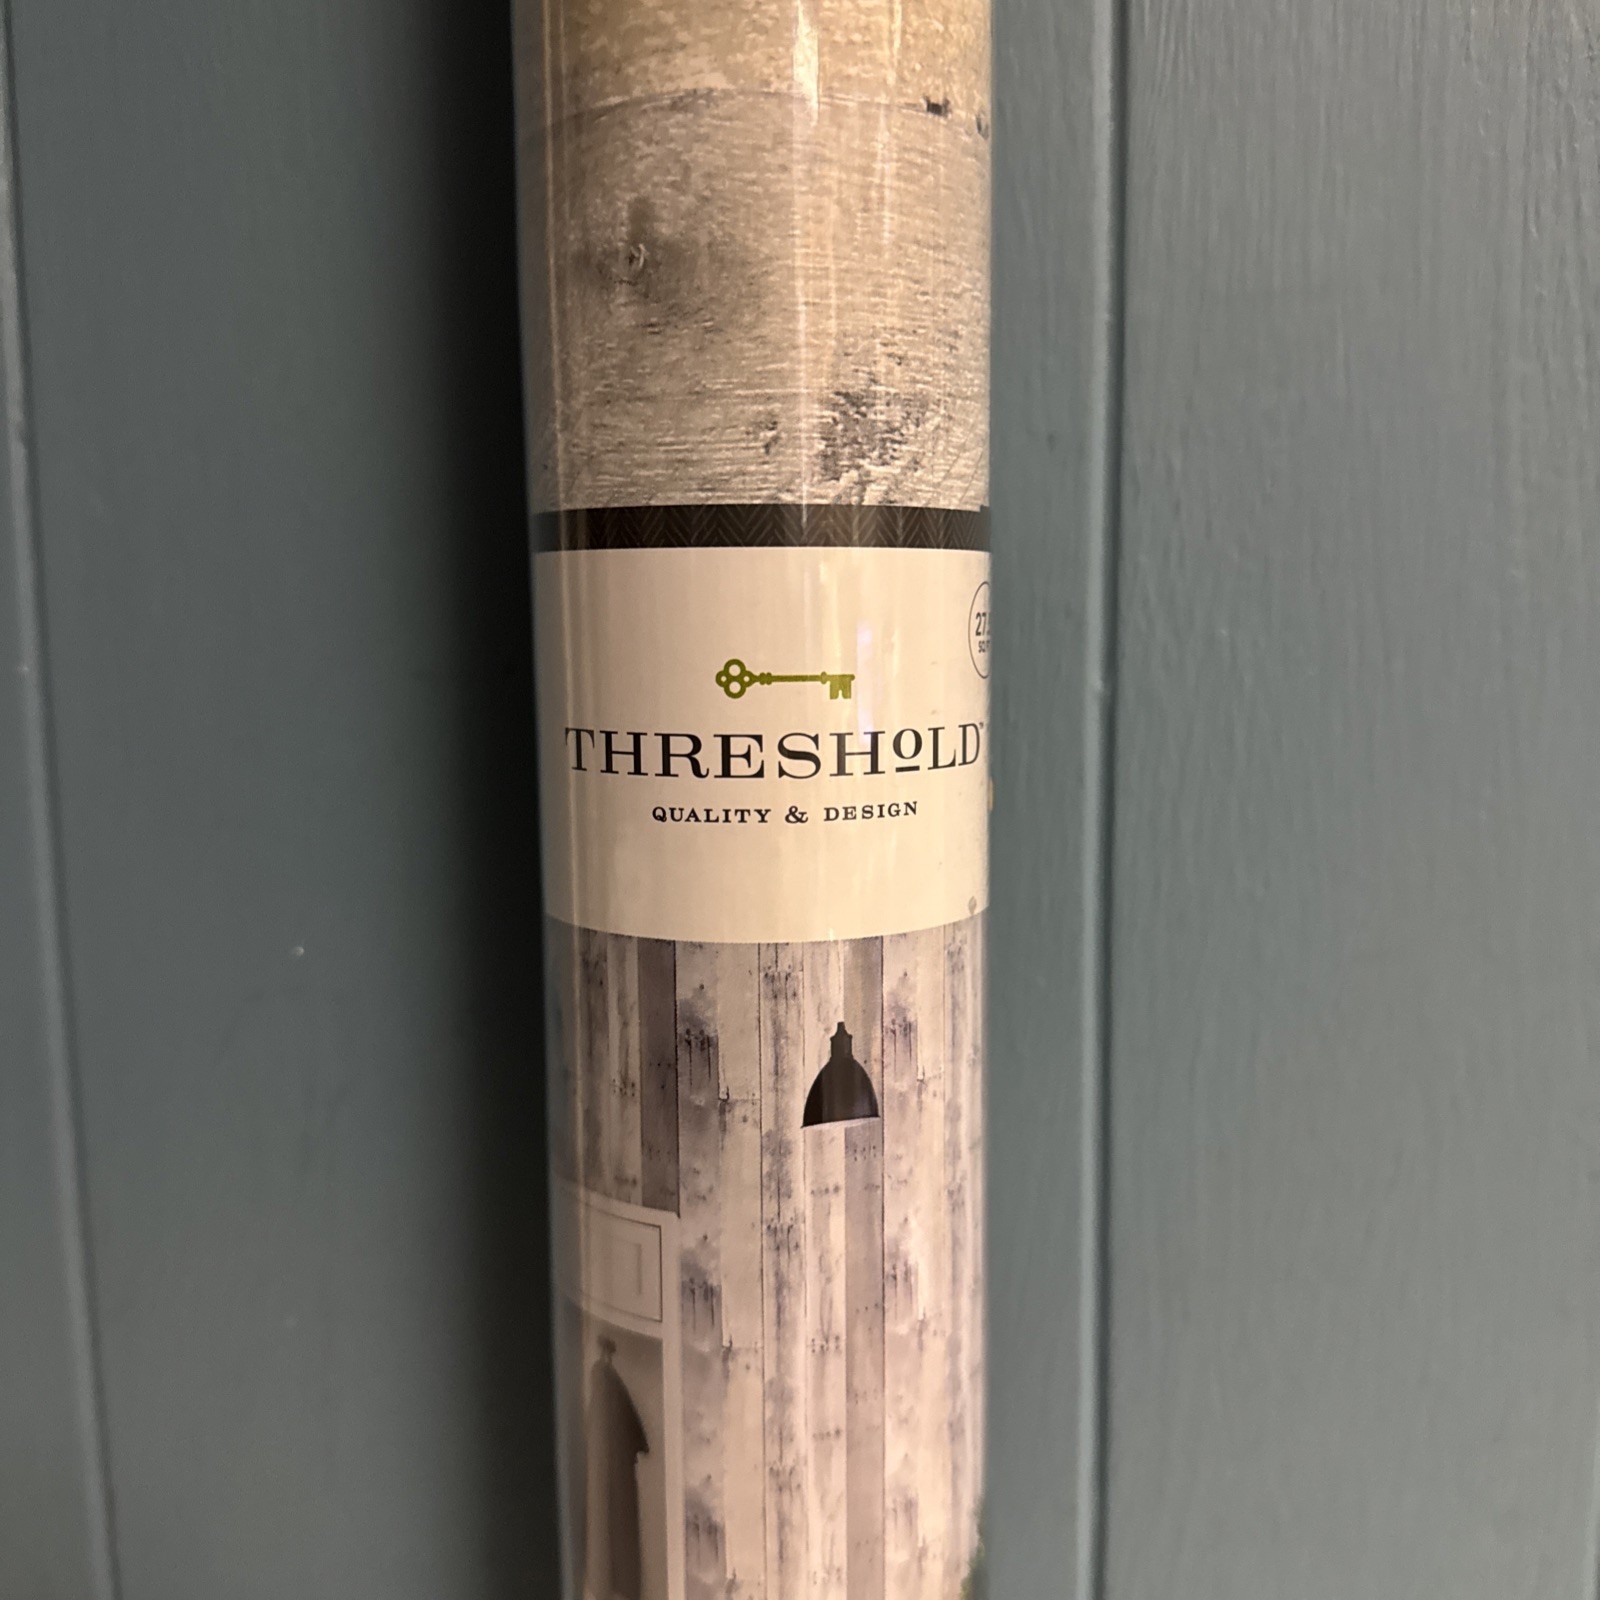 THRESHOLD
QUALITY & DESIGN